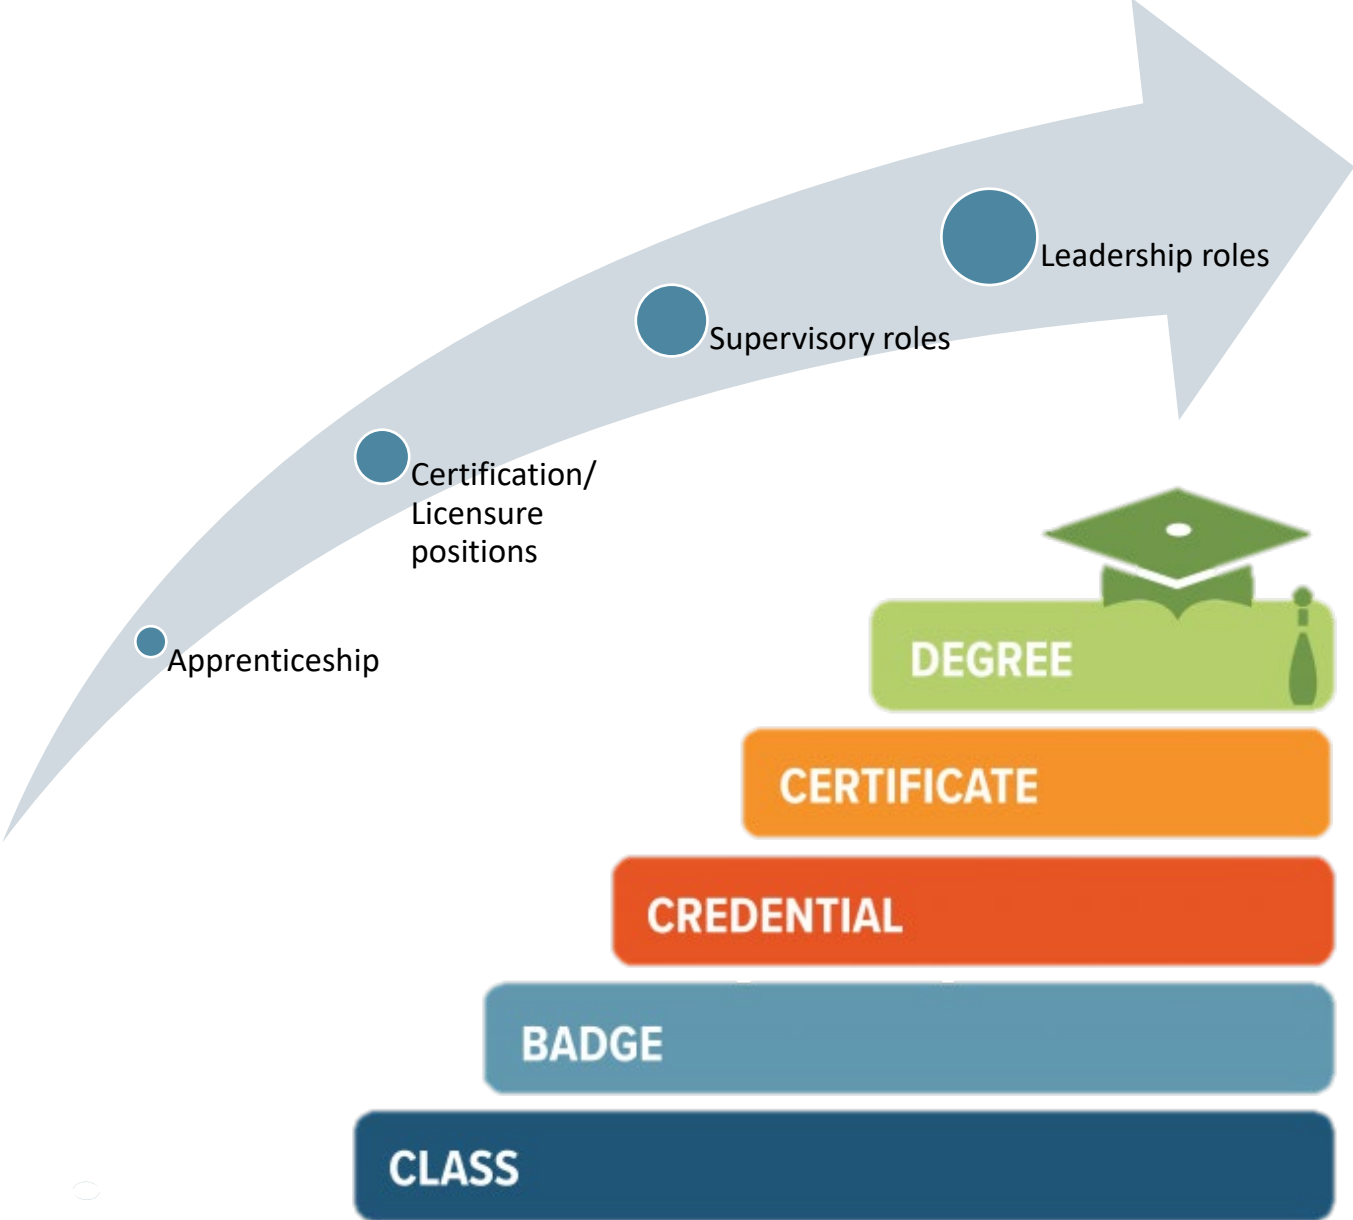 Leadership roles
Supervisory roles
Certification/
Licensure
positions
Apprenticeship
DEGREE
CERTIFICATE
CREDENTIAL
BADGE
CLASS